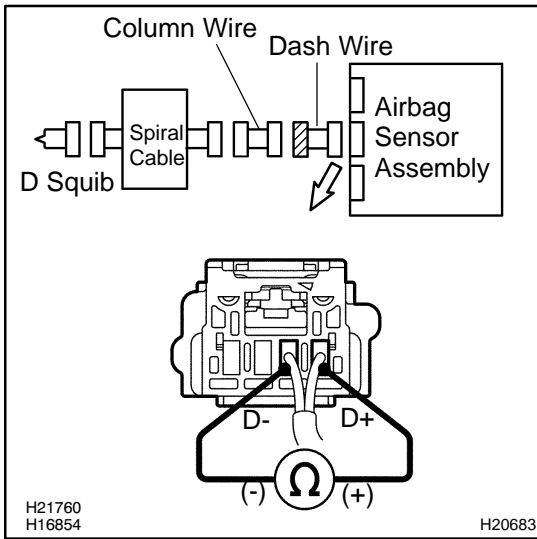 Column Wire
Dash Wire
Spiral
Cable
Airbag
Sensor
Assembly
D Squib
D-
D+
(-)
Ω
(+)
H21760
H16854
H20683